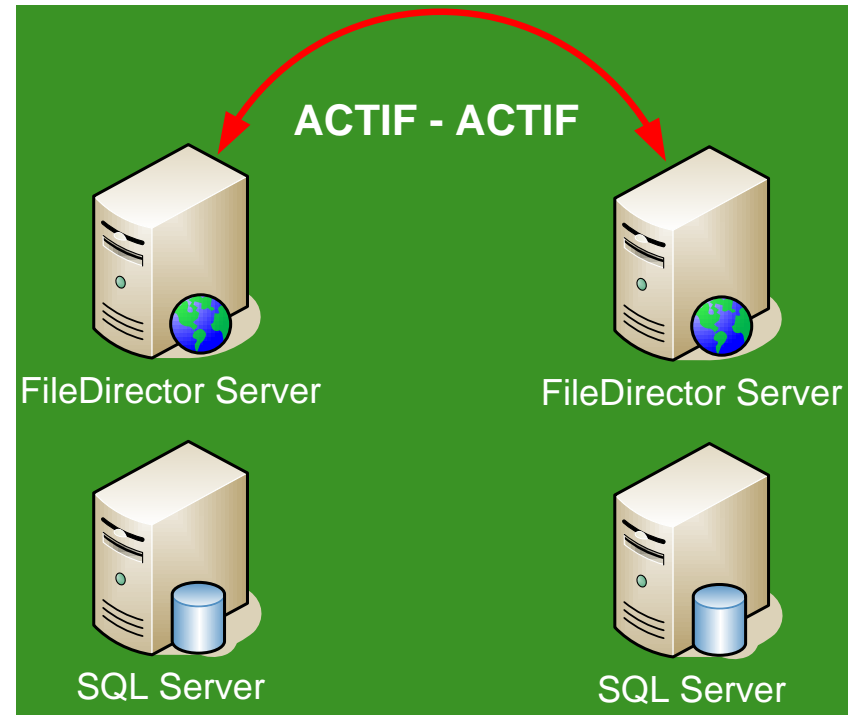 ACTIF - ACTIF
FileDirector Server
FileDirector Server
SQL Server
SQL Server